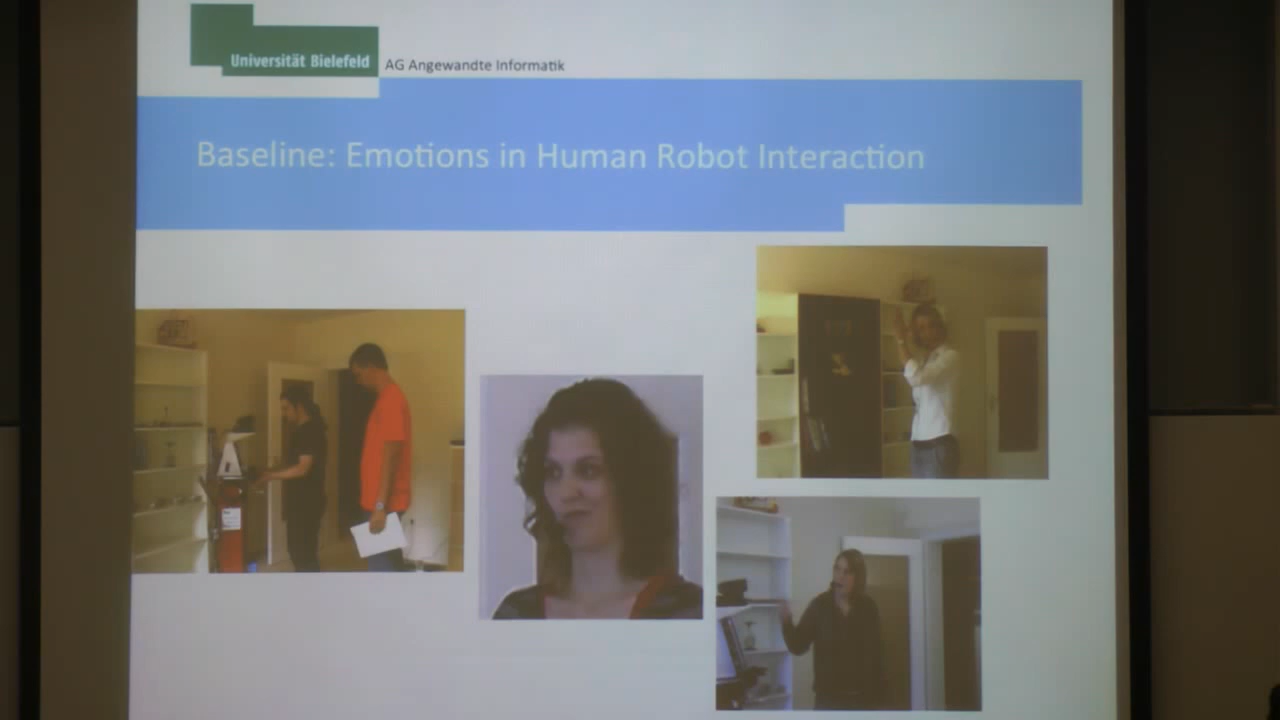 Universität Bielefeld
AG Angewandte Informatik
Baseline: Emotions in Human Robot Interaction